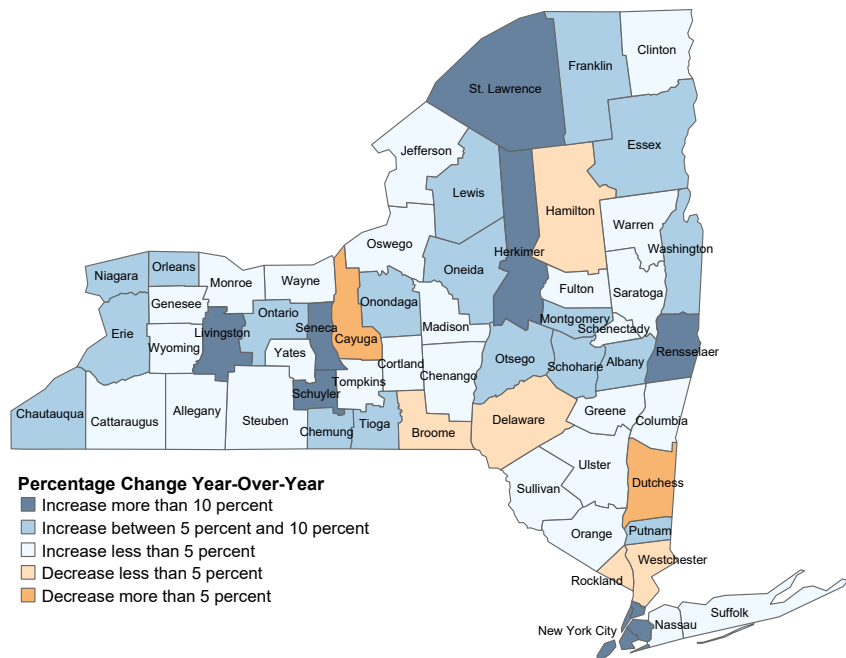 Clinton
Franklin
St. Lawrence
Essex
Jefferson
Lewis
Hamilton
Warren
Oswego
Herkimer
Washington
Oneida
Niagara
Orleans
Monroe
Wayne
Fulton
Saratoga
Genesee
Onondaga
Ontario
Montgomery
Erie
Livingston
Seneca
Cayuga
Madison
Schenectady
Wyoming
Yates
Otsego
Rensselaer
Cortland
Schoharie
Albany
Tompkins
Chenango
Schuyler
Chautauqua
Cattaraugus
Allegany
Steuben
Greene
Columbia
Chemung
Tioga
Broome
Delaware
Ulster
Dutchess
Sullivan
Orange
Putnam
Westchester
Rockland
Suffolk
Nassau
New York City
Percentage Change Year-Over-Year
Increase more than 10 percent
Increase between 5 percent and 10 percent
Increase less than 5 percent
Decrease less than 5 percent
Decrease more than 5 percent